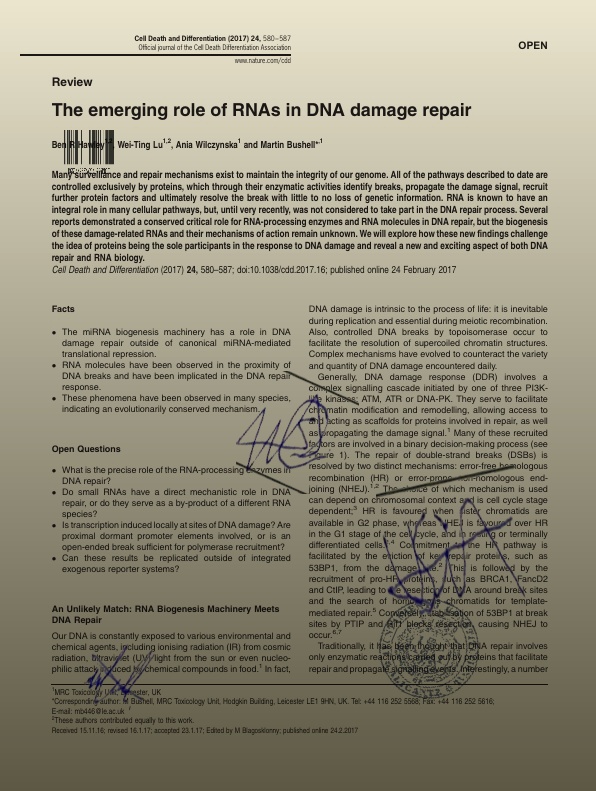 Cell Death and Differentiation (2017) 24, 580–587
Official journal of the Cell Death Differentiation Association
www.nature.com/cdd
OPEN
Review
The emerging role of RNAs in DNA damage repair
Ben R Hawley, Wei-Ting Lu1,2, Ania Wilczynska1 and Martin Bushell*,1
Many surveillance and repair mechanisms exist to maintain the integrity of our genome. All of the pathways described to date are
controlled exclusively by proteins, which through their enzymatic activities identify breaks, propagate the damage signal, recruit
further protein factors and ultimately resolve the break with little to no loss of genetic information. RNA is known to have an
integral role in many cellular pathways, but, until very recently, was not considered to take part in the DNA repair process. Several
reports demonstrated a conserved critical role for RNA-processing enzymes and RNA molecules in DNA repair, but the biogenesis
of these damage-related RNAs and their mechanisms of action remain unknown. We will explore how these new findings challenge
the idea of proteins being the sole participants in the response to DNA damage and reveal a new and exciting aspect of both DNA
repair and RNA biology.
Cell Death and Differentiation (2017) 24, 580–587; doi:10.1038/cdd.2017.16; published online 24 February 2017
Facts
• The miRNA biogenesis machinery has a role in DNA
damage repair outside of canonical miRNA-mediated
translational repression.
• RNA molecules have been observed in the proximity of
DNA breaks and have been implicated in the DNA repair
response.
• These phenomena have been observed in many species,
indicating an evolutionarily conserved mechanism.
Open Questions
• What is the precise role of the RNA-processing enzymes in
DNA repair?
• Do small RNAs have a direct mechanistic role in DNA
repair, or do they serve as a by-product of a different RNA
species?
• Is transcription induced locally at sites of DNA damage? Are
proximal dormant promoter elements involved, or is an
open-ended break sufficient for polymerase recruitment?
• Can these results be replicated outside of integrated
exogenous reporter systems?
An Unlikely Match: RNA Biogenesis Machinery Meets
DNA Repair
Our DNA is constantly exposed to various environmental and
chemical agents, including ionising radiation (IR) from cosmic
radiation, ultraviolet (UV) light from the sun or even nucleo-
philic attack induced by chemical compounds in food.1 In fact,
DNA damage is intrinsic to the process of life: it is inevitable
during replication and essential during meiotic recombination.
Also, controlled DNA breaks by topoisomerase occur to
facilitate the resolution of supercoiled chromatin structures.
Complex mechanisms have evolved to counteract the variety
and quantity of DNA damage encountered daily.
Generally, DNA damage response (DDR) involves a
complex signalling cascade initiated by one of three PI3K-
like kinases; ATM, ATR or DNA-PK. They serve to facilitate
chromatin modification and remodelling, allowing access to
and acting as scaffolds for proteins involved in repair, as well
as propagating the damage signal.1 Many of these recruited
factors are involved in a binary decision-making process (see
Figure 1). The repair of double-strand breaks (DSBs) is
resolved by two distinct mechanisms: error-free homologous
recombination (HR) or error-prone non-homologous end-
joining (NHEJ).1,2 The choice of which mechanism is used
can depend on chromosomal context and is cell cycle stage
dependent;3 HR is favoured when sister chromatids are
available in G2 phase, whereas NHEJ is favoured over HR
in the G1 stage of the cell cycle, and in resting or terminally
differentiated cells.4 Commitment to the HR pathway is
facilitated by the eviction of key repair proteins, such as
53BP1, from the damage site.2 This is followed by the
recruitment of pro-HR proteins, such as BRCA1, FancD2
and CtIP, leading to the resection of DNA around break sites
and the search of homologous chromatids for template-
mediated repair.5 Conversely, stabilisation of 53BP1 at break
sites by PTIP and Rif1 blocks resection, causing NHEJ to
occur.6,7
Traditionally, it has been thought that DNA repair involves
only enzymatic reactions carried out by proteins that facilitate
repair and propagate signalling events. Interestingly, a number
1MRC Toxicology Unit, Leicester, UK
*Corresponding author: M Bushell, MRC Toxicology Unit, Hodgkin Building, Leicester LE1 9HN, UK. Tel: +44 116 252 5568; Fax: +44 116 252 5616;
E-mail: mb446@le.ac.uk
2These authors contributed equally to this work.
Received 15.11.16; revised 16.1.17; accepted 23.1.17; Edited by M Blagosklonny; published online 24.2.2017